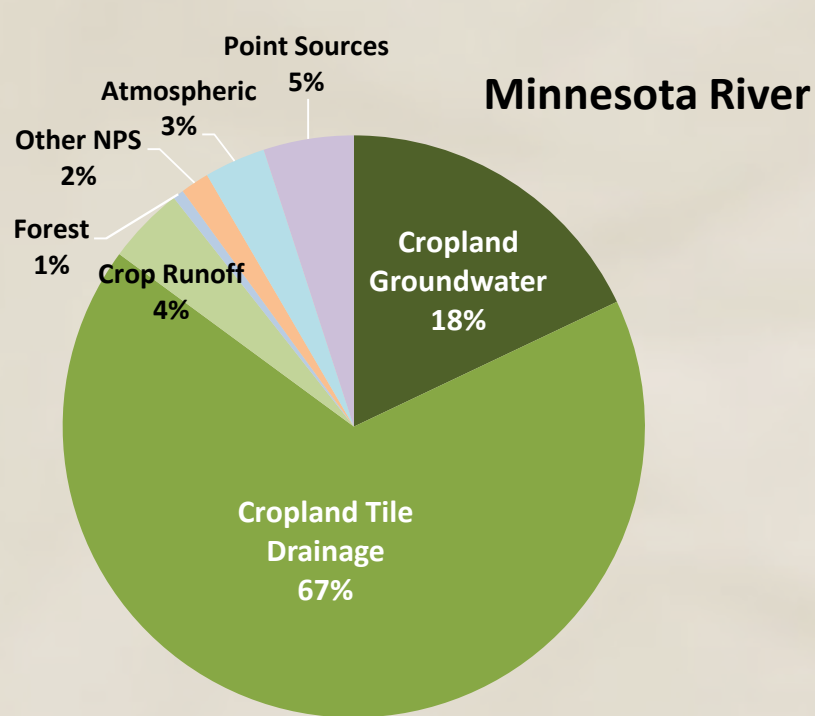 Minnesota River
Point Sources
5%
Atmospheric
3%
Other NPS
2%
Forest
1%
Crop Runoff
4%
Cropland
Groundwater
18%
Cropland Tile
Drainage
67%